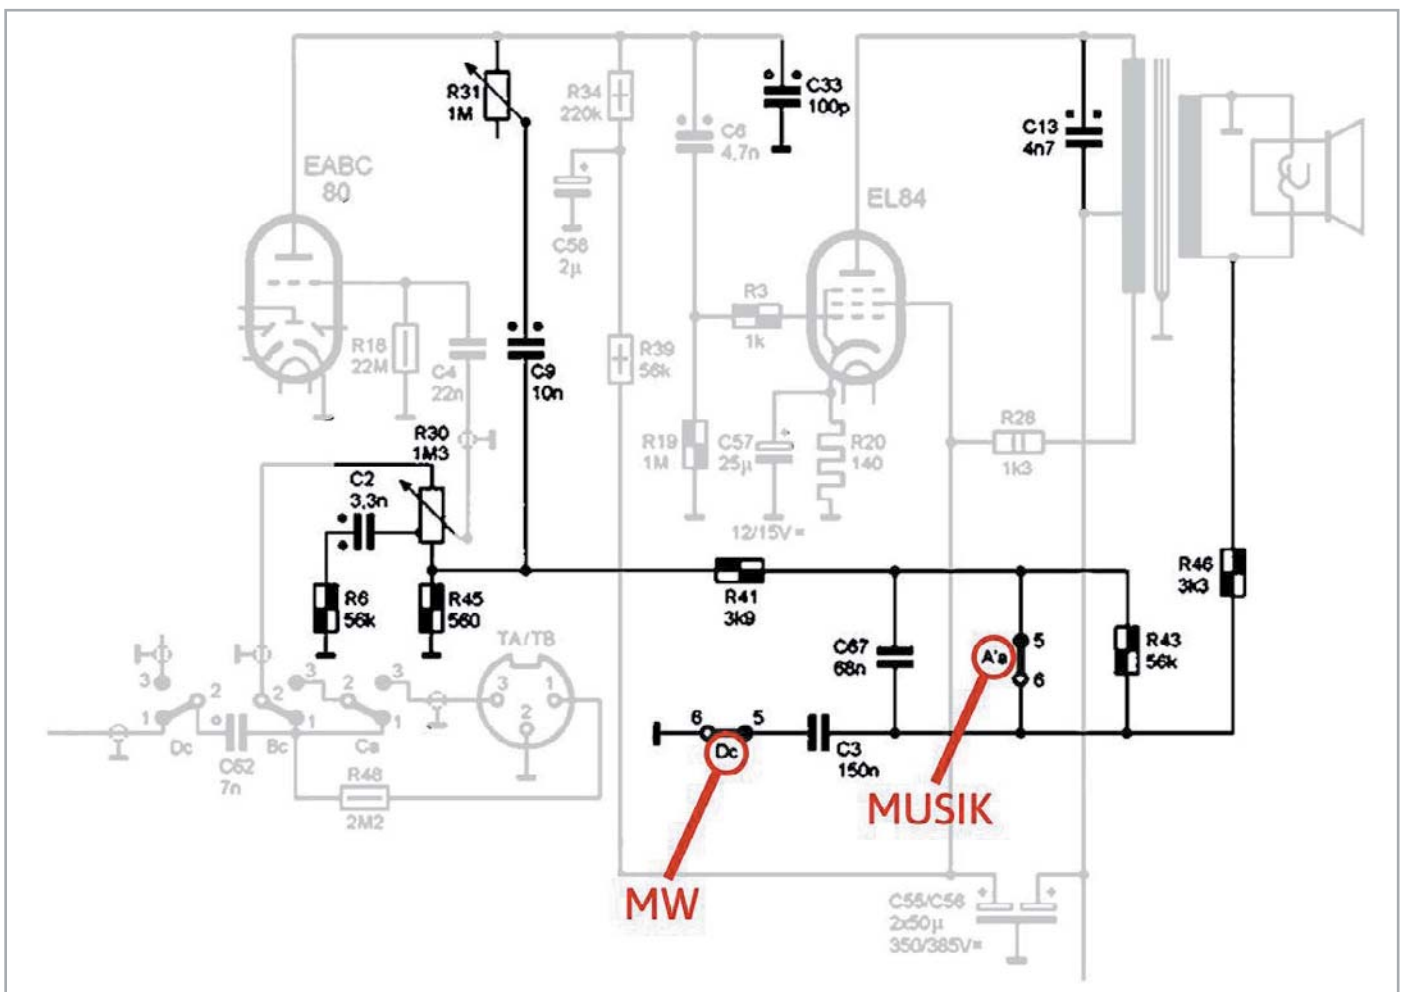 R31
1M
R34
220k
C33
100p
C6
4,7n
C13
4n7
EABC
80
EL84
C58
2µ
R3
1k
R18
22M
C4
22n
C9
10n
R39
56k
R30
1M3
R19
1M
C57
25µ
+
R20
140
R28
1k3
12/15V=
C2
3,3n
R6
56k
R45
560
R41
3k9
R46
3k3
TA/TB
3
1
2
C67
68n
A'a
5
6
R43
56k
3
2
1
Dc
C62
7n
2
3
1
Bc
2
3
1
Ca
R48
2M2
6
5
Dc
C3
150n
MUSIK
MW
C55/C56
2x50µ
350/385V=